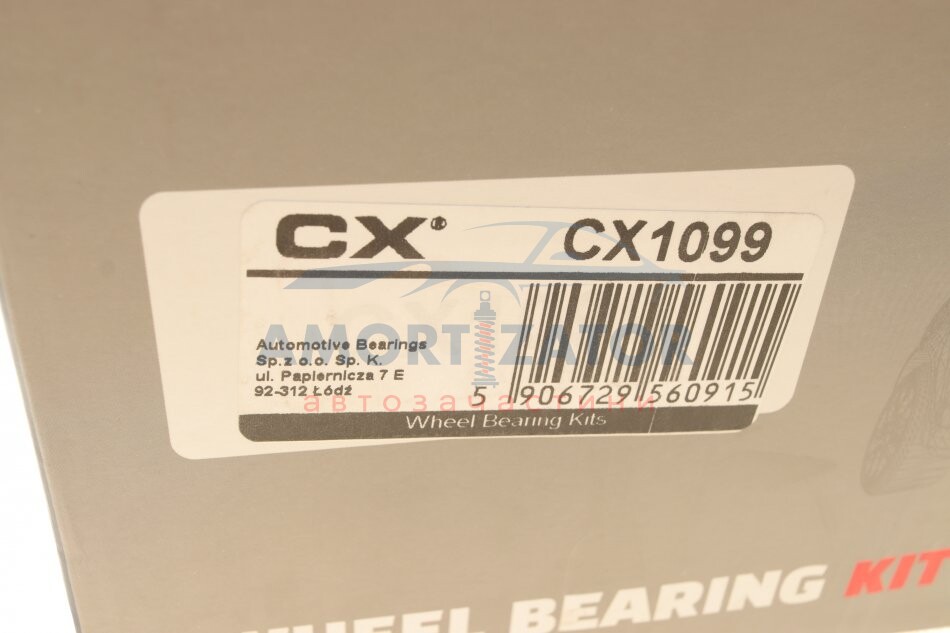 CX®
CX1099
AMORTIZATOR
автозапчастини
Automotive Bearings
Sp.z o.o. Sp. K.
ul. Papiernicza 7 E
92-312 Łódź
5 906729 560915
Wheel Bearing Kits
WHEEL BEARING KIT